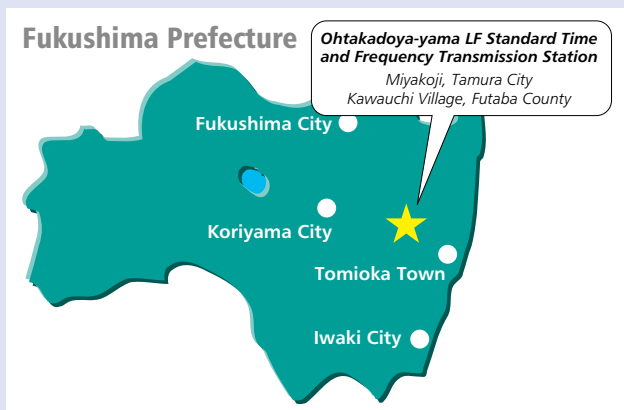 Fukushima Prefecture
Ohtakadoya-yama LF Standard Time
and Frequency Transmission Station
Miyakoji, Tamura City
Kawauchi Village, Futaba County
Fukushima City
Koriyama City
Tomioka Town
Iwaki City